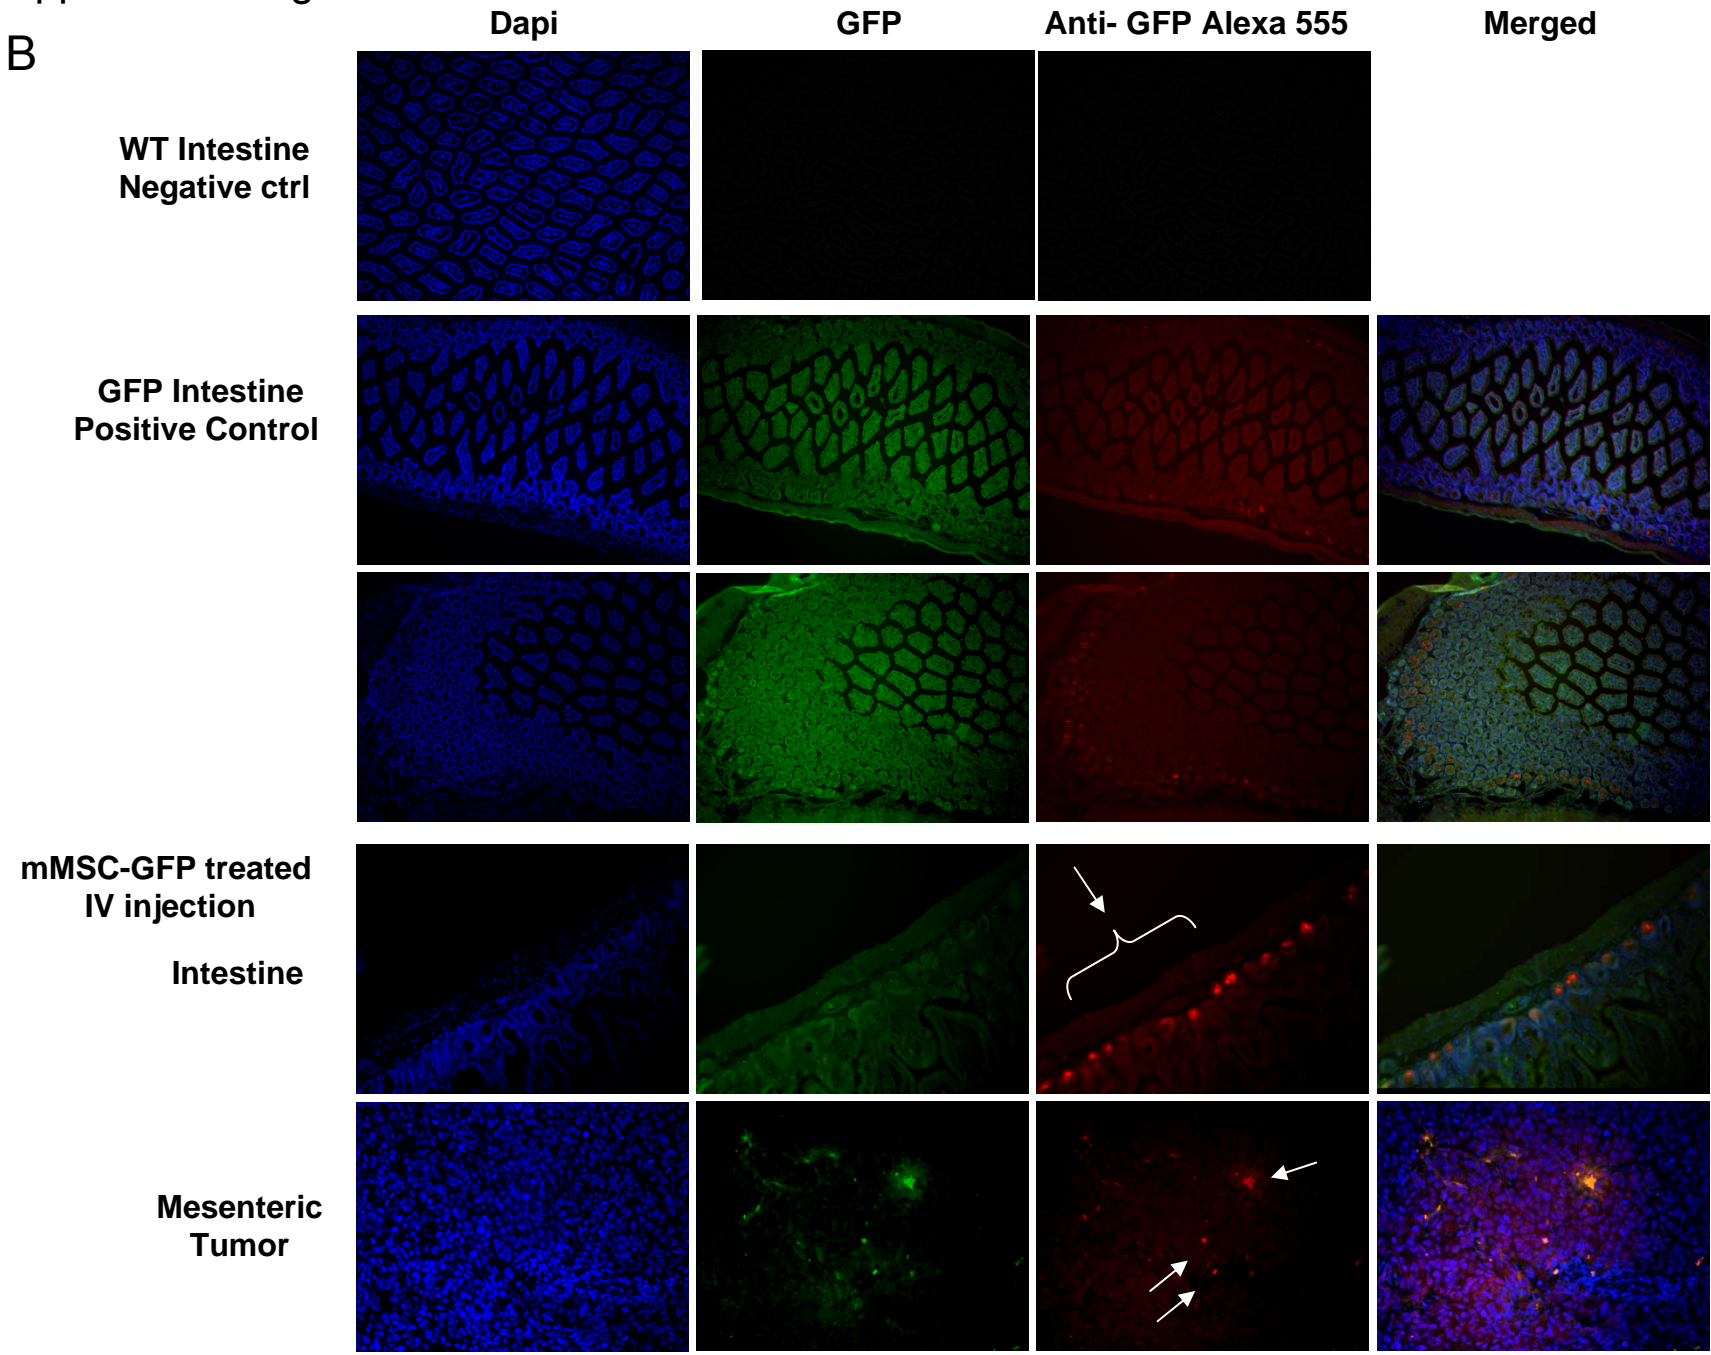 Dapi GFP Anti- GFP Alexa 555 Merged
B
WT Intestine
Negative ctrl
GFP Intestine
Positive Control
mMSC-GFP treated
IV injection
Intestine
Mesenteric
Tumor